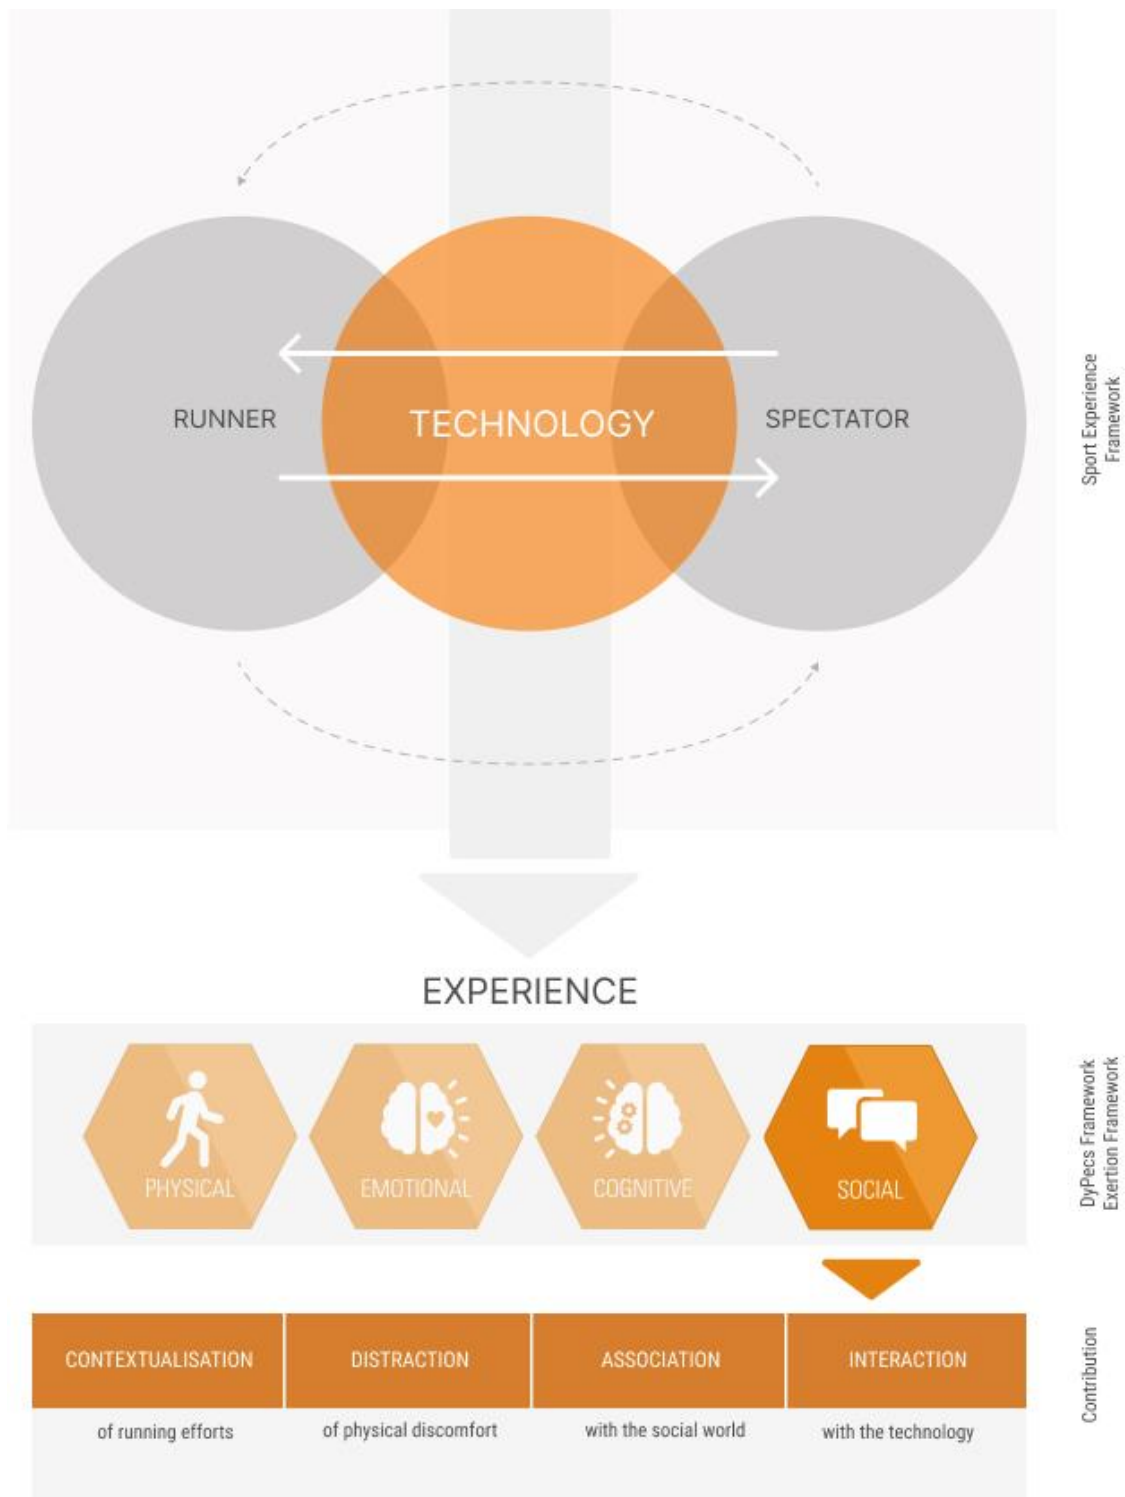 RUNNER
TECHNOLOGY
SPECTATOR
Sport Experience
Framework
EXPERIENCE
PHYSICAL
EMOTIONAL
COGNITIVE
SOCIAL
DyPecs Framework
Exertion Framework
CONTEXTUALISATION
DISTRACTION
ASSOCIATION
INTERACTION
of running efforts
of physical discomfort
with the social world
with the technology
Contribution